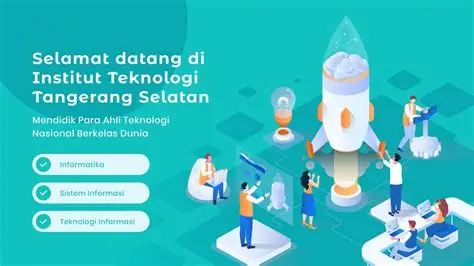 Selamat datang di
Institut Teknologi
Tangerang Selatan
Mendidik Para Ahli Teknologi
Nasional Berkelas Dunia
Informatika
Sistem Informasi
Teknologi Informasi